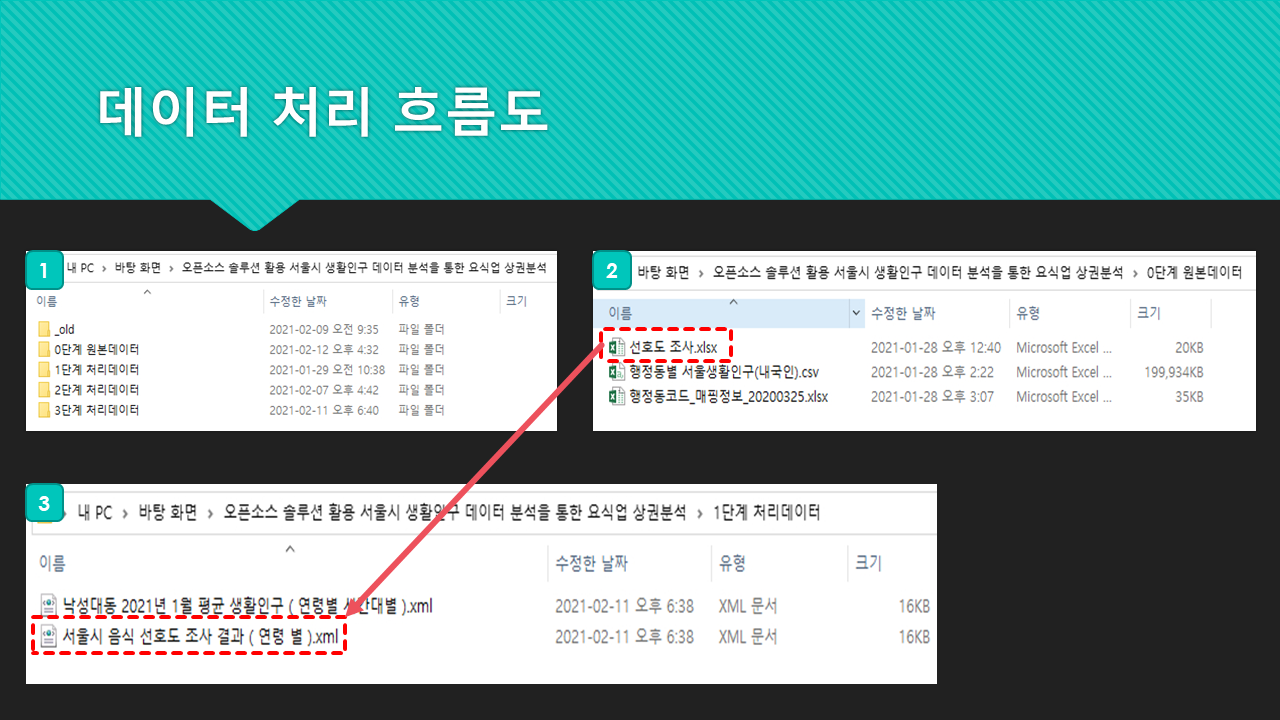 데이터 처리 흐름도
1
내 PC › 바탕 화면 › 오픈소스 솔루션 활용 서울시 생활인구 데이터 분석을 통한 요식업 상권분석
이름 수정한 날짜 유형 크기
_old 2021-02-09 오전 9:35 파일 폴더
0단계 원본데이터 2021-02-12 오후 4:32 파일 폴더
1단계 처리데이터 2021-01-29 오전 10:38 파일 폴더
2단계 처리데이터 2021-02-07 오후 4:42 파일 폴더
3단계 처리데이터 2021-02-11 오후 6:40 파일 폴더
2
바탕 화면 › 오픈소스 솔루션 활용 서울시 생활인구 데이터 분석을 통한 요식업 상권분석 › 0단계 원본데이터
이름 수정한 날짜 유형 크기
선호도 조사.xlsx 2021-01-28 오후 12:40 Microsoft Excel ... 20KB
행정동별 서울생활인구(내국인).csv 2021-01-28 오후 2:22 Microsoft Excel ... 199,934KB
행정동코드_매핑정보_20200325.xlsx 2021-01-28 오후 3:07 Microsoft Excel ... 35KB
3
› 내 PC › 바탕 화면 › 오픈소스 솔루션 활용 서울시 생활인구 데이터 분석을 통한 요식업 상권분석 › 1단계 처리데이터
이름 수정한 날짜 유형 크기
낙성대동 2021년 1월 평균 생활인구 ( 연령별 시간대별 ).xml 2021-02-11 오후 6:38 XML 문서 16KB
서울시 음식 선호도 조사 결과 ( 연령 별 ).xml 2021-02-11 오후 6:38 XML 문서 16KB